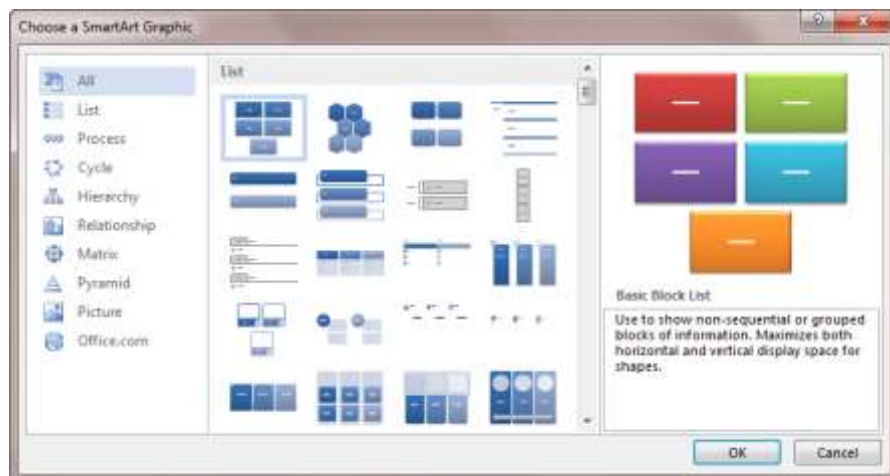 Choose a SmartArt Graphic
All
List
Process
Cycle
Hierarchy
Relationship
Matrix
Pyramid
Picture
Office.com
List
Basic Block List
Use to show non-sequential or grouped
blocks of information. Maximizes both
horizontal and vertical display space for
shapes.
OK
Cancel